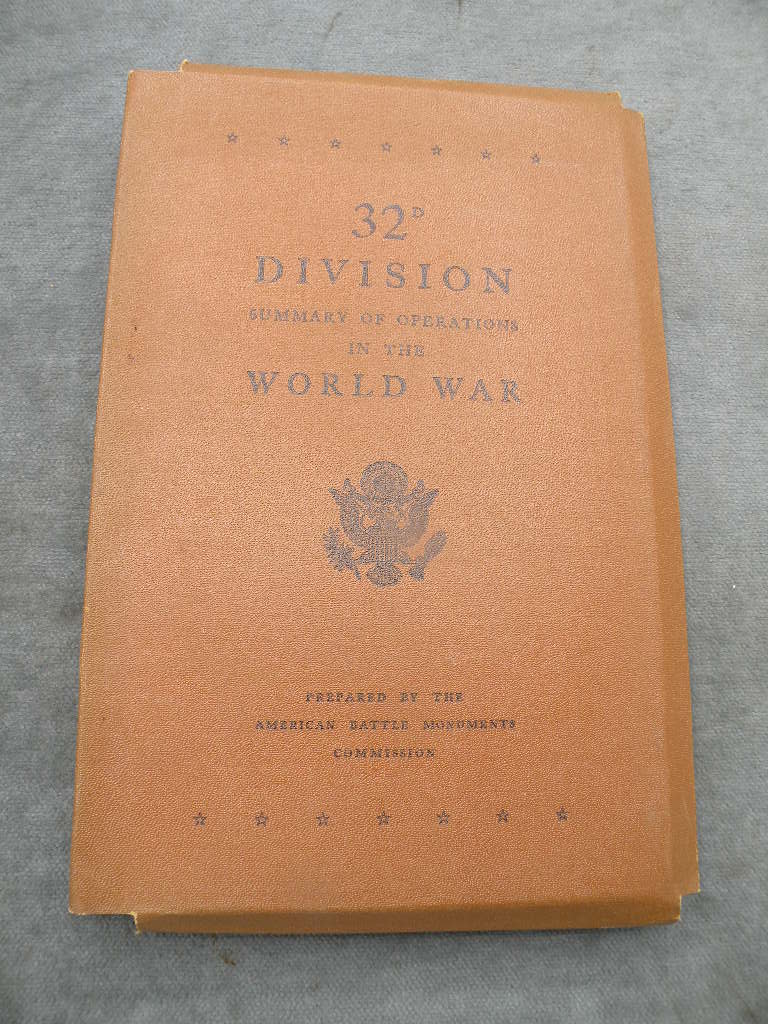 32D
DIVISION
SUMMARY OF OPERATIONS
IN THE
WORLD WAR
PREPARED BY THE
AMERICAN BATTLE MONUMENTS
COMMISSION